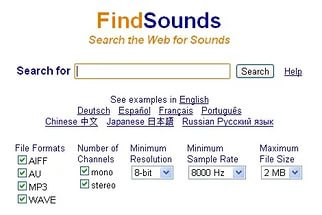 FindSounds
Search the Web for Sounds
Search for Search Help
See examples in English
Deutsch Español Français Português
Chinese 中文 Japanese 日本語 Russian Русский язык
File Formats Number of Channels Minimum Resolution Minimum Sample Rate Maximum File Size
AIFF mono 8-bit 8000 Hz 2 MB
AU stereo
MP3
WAVE